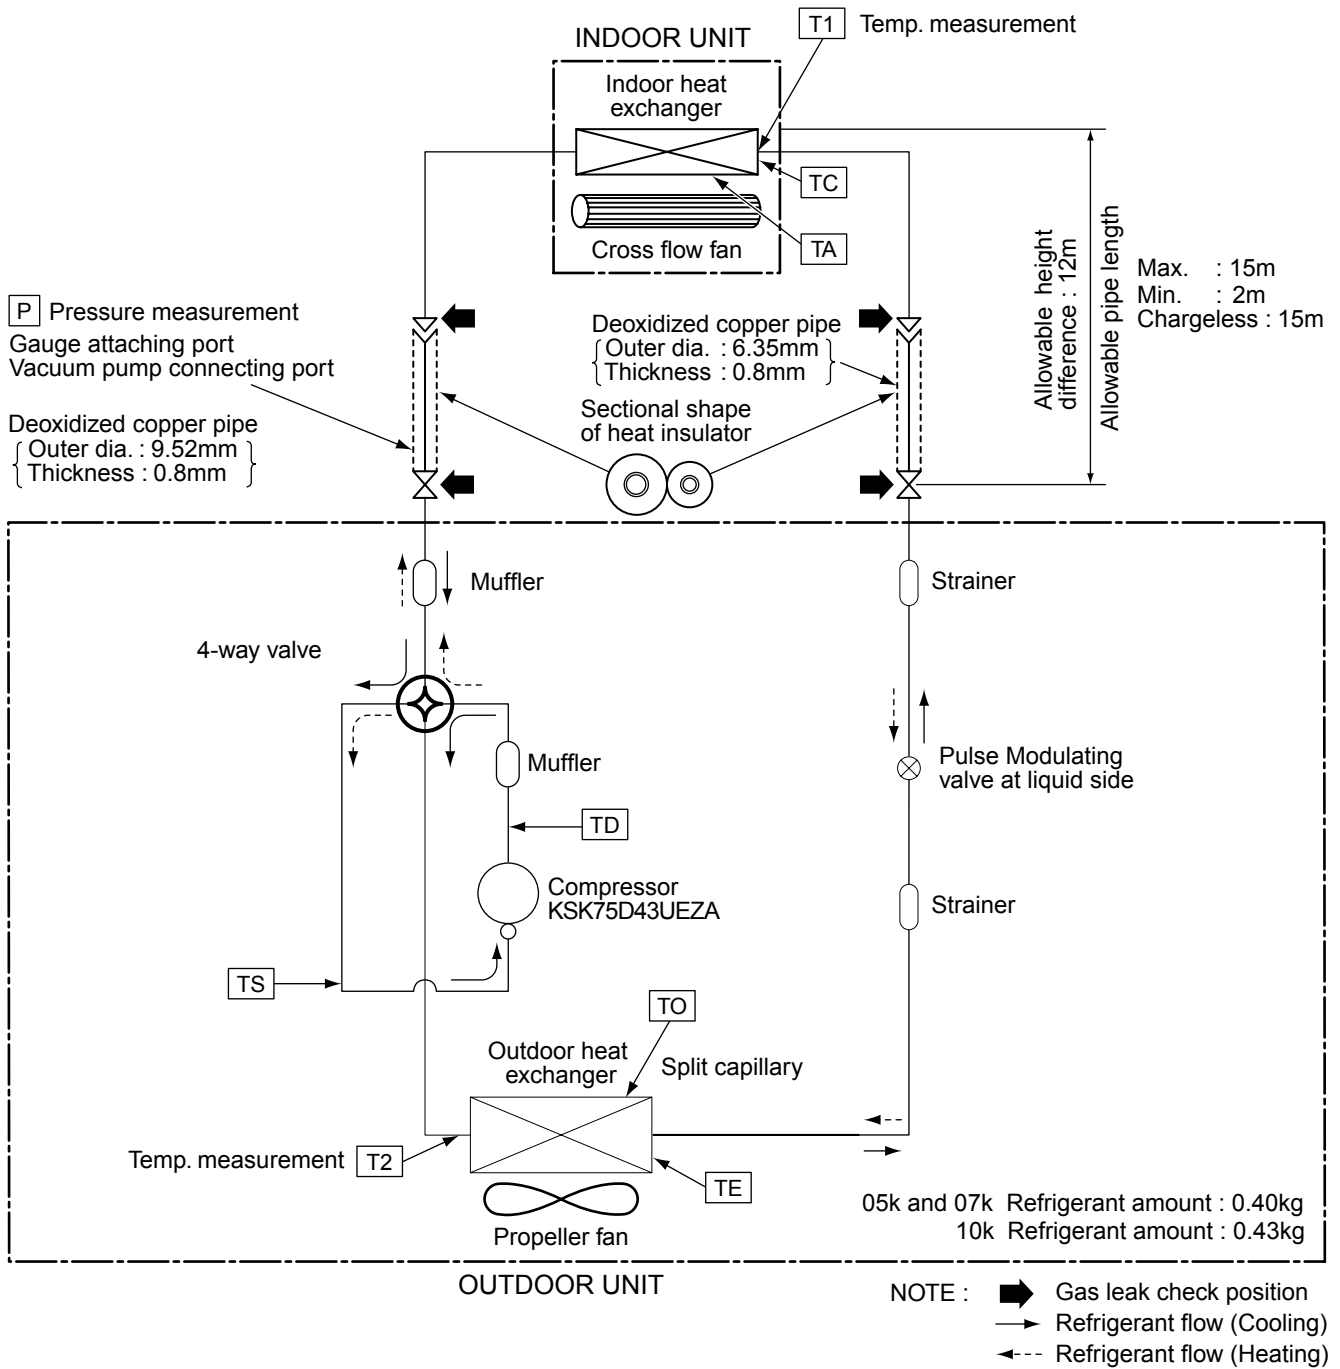 T1 Temp. measurement
INDOOR UNIT
Indoor heat
exchanger
TC
TA
Cross flow fan
Allowable height
difference : 12m
Allowable pipe length
Max. : 15m
Min. : 2m
Chargeless : 15m
P Pressure measurement
Gauge attaching port
Vacuum pump connecting port
Deoxidized copper pipe
Outer dia. : 9.52mm
Thickness : 0.8mm
Deoxidized copper pipe
Outer dia. : 6.35mm
Thickness : 0.8mm
Sectional shape
of heat insulator
Muffler
Strainer
4-way valve
Muffler
Pulse Modulating
valve at liquid side
TD
Compressor
KSK75D43UEZA
Strainer
TS
TO
Outdoor heat
exchanger
Split capillary
Temp. measurement T2
TE
Propeller fan
05k and 07k Refrigerant amount : 0.40kg
10k Refrigerant amount : 0.43kg
OUTDOOR UNIT
NOTE : Gas leak check position
Refrigerant flow (Cooling)
Refrigerant flow (Heating)